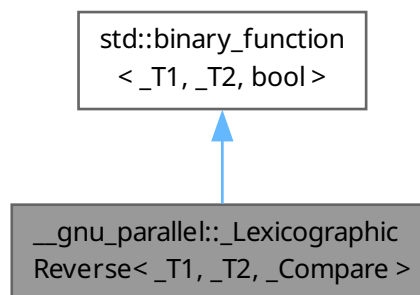 std::binary_function
< _T1, _T2, bool >
__gnu_parallel::_Lexicographic
Reverse< _T1, _T2, _Compare >